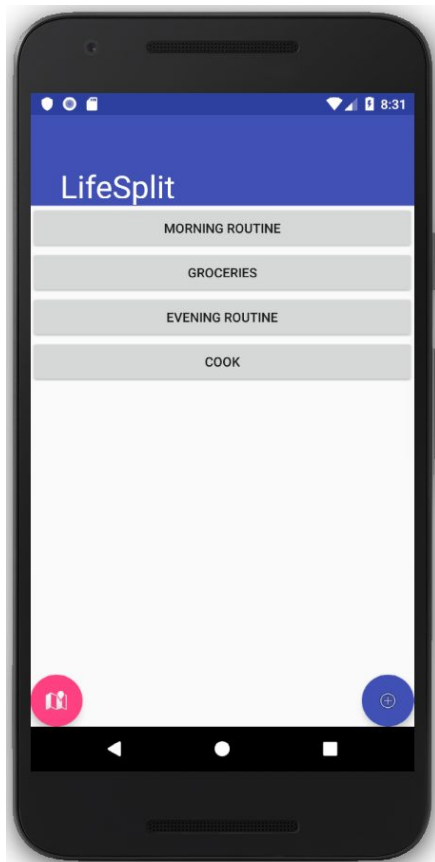 8:31
LifeSplit
MORNING ROUTINE
GROCERIES
EVENING ROUTINE
COOK